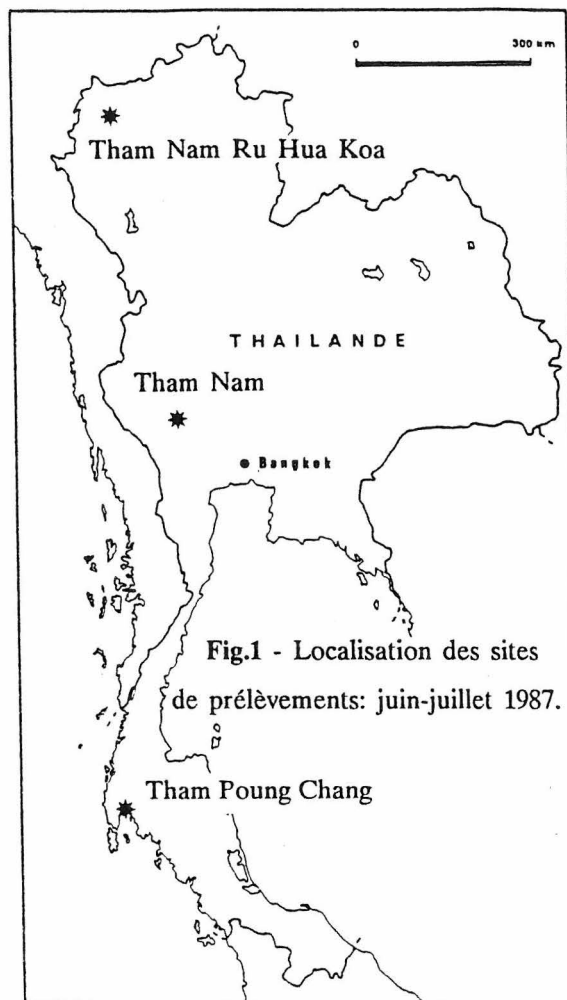 0 300 km
Tham Nam Ru Hua Koa
THAILANDE
Tham Nam
Bangkok
Fig.1 - Localisation des sites
de prélèvements: juin-juillet 1987.
Tham Poung Chang